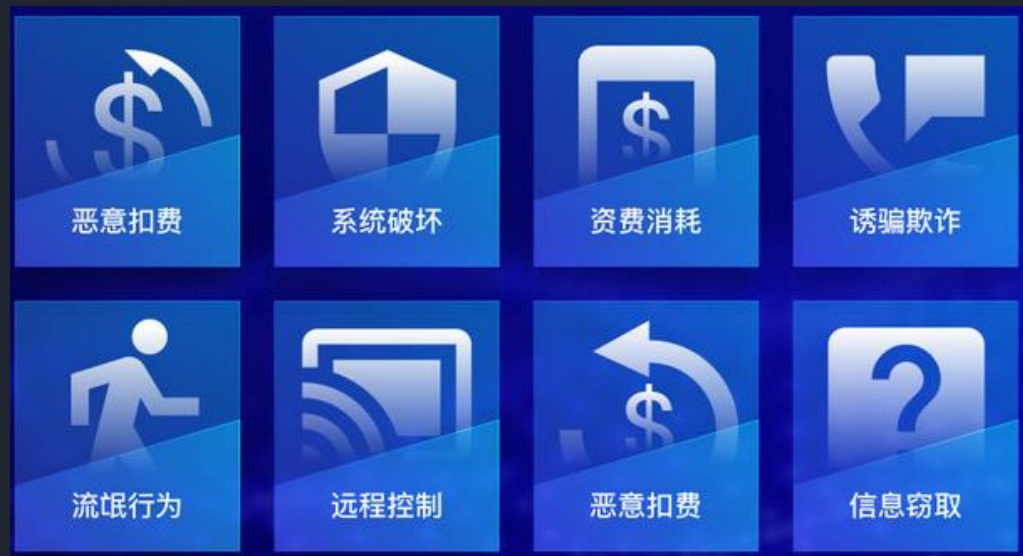 恶意扣费
系统破坏
资费消耗
诱骗欺诈
流氓行为
远程控制
恶意扣费
信息窃取